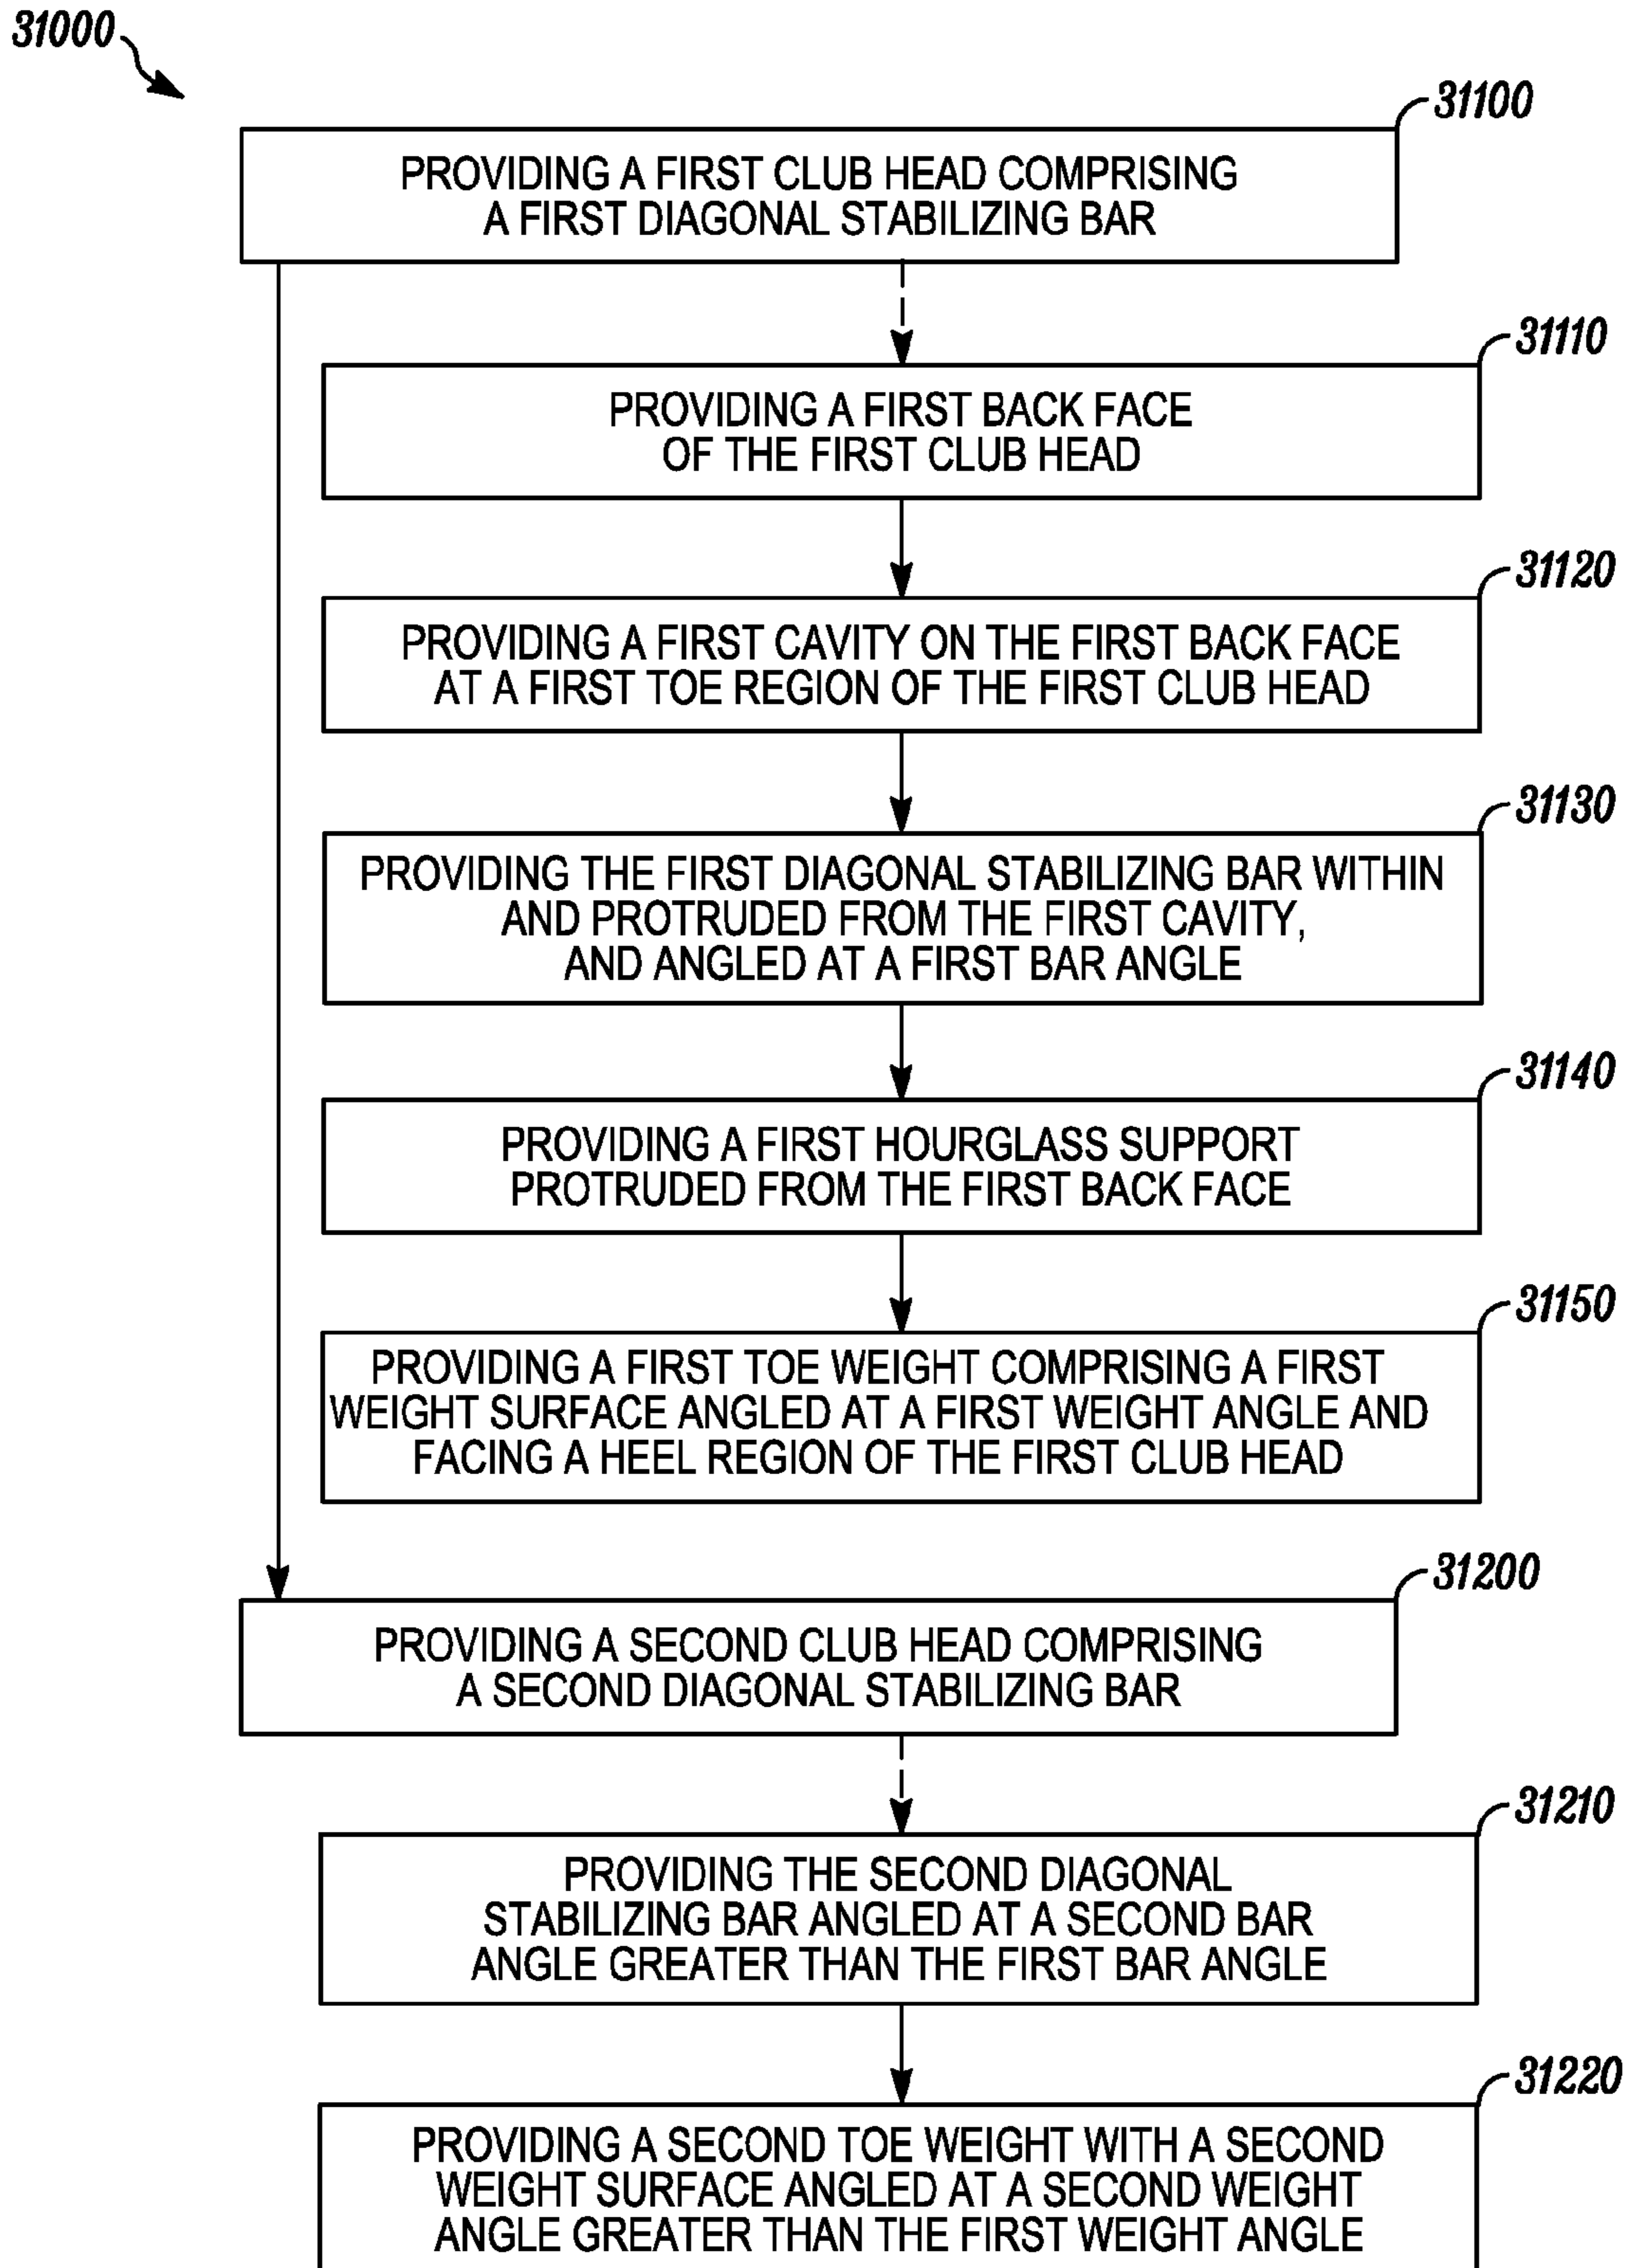 31000
31100
PROVIDING A FIRST CLUB HEAD COMPRISING
A FIRST DIAGONAL STABILIZING BAR
31110
PROVIDING A FIRST BACK FACE
OF THE FIRST CLUB HEAD
31120
PROVIDING A FIRST CAVITY ON THE FIRST BACK FACE
AT A FIRST TOE REGION OF THE FIRST CLUB HEAD
31130
PROVIDING THE FIRST DIAGONAL STABILIZING BAR WITHIN
AND PROTRUDED FROM THE FIRST CAVITY,
AND ANGLED AT A FIRST BAR ANGLE
31140
PROVIDING A FIRST HOURGLASS SUPPORT
PROTRUDED FROM THE FIRST BACK FACE
31150
PROVIDING A FIRST TOE WEIGHT COMPRISING A FIRST
WEIGHT SURFACE ANGLED AT A FIRST WEIGHT ANGLE AND
FACING A HEEL REGION OF THE FIRST CLUB HEAD
31200
PROVIDING A SECOND CLUB HEAD COMPRISING
A SECOND DIAGONAL STABILIZING BAR
31210
PROVIDING THE SECOND DIAGONAL
STABILIZING BAR ANGLED AT A SECOND BAR
ANGLE GREATER THAN THE FIRST BAR ANGLE
31220
PROVIDING A SECOND TOE WEIGHT WITH A SECOND
WEIGHT SURFACE ANGLED AT A SECOND WEIGHT
ANGLE GREATER THAN THE FIRST WEIGHT ANGLE